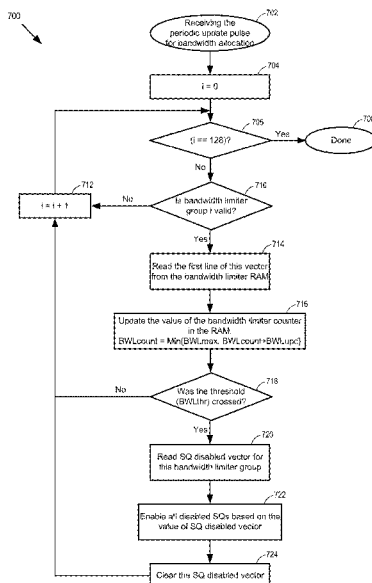 700
702
Receiving the
periodic update pulse
for bandwidth allocation
704
i = 0
706
(i == 128)?
Yes
708
Done
No
710
Is bandwidth limiter
group i valid?
No
712
i = i + 1
Yes
714
Read the first line of this vector
from the bandwidth limiter RAM
716
Update the value of the bandwidth limiter counter
in the RAM:
BWLcount = Min{BWLmax, BWLcount+BWLupd}
718
Was the threshold
(BWLthr) crossed?
No
Yes
720
Read SQ disabled vector for
this bandwidth limiter group
722
Enable all disabled SQs based on the
value of SQ disabled vector
724
Clear the SQ disabled vector